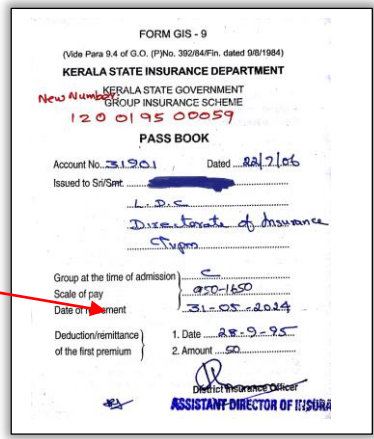 FORM GIS - 9
(Vide Para 9.4 of G.O. (P)No. 392/84/Fin. dated 9/8/1984)
KERALA STATE INSURANCE DEPARTMENT
KERALA STATE GOVERNMENT
New Number:
GROUP INSURANCE SCHEME
120 01 95 00059
PASS BOOK
Account No. 31901 Dated 22/7/06
Issued to Sri/Smt.
L.D.C
Directorate of Insurance
Tvpm
Group at the time of admission } C
Scale of pay 950-1650
Date of retirement 31-05-2024
Deduction/remittance } 1. Date 28-9-95
of the first premium } 2. Amount 50
District Insurance Officer
ASSISTANT DIRECTOR OF INSURA